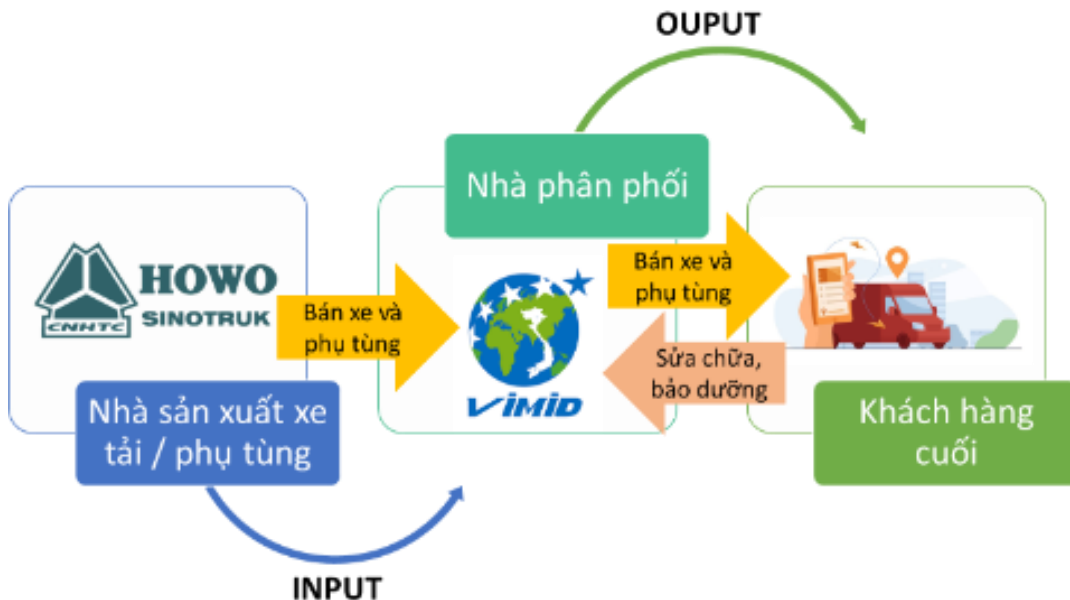 OUPUT
Nhà phân phối
HOWO
SINOTRUK
CNHTC
Bán xe và
phụ tùng
Bán xe và
phụ tùng
Sửa chữa,
bảo dưỡng
ViMiD
Nhà sản xuất xe
tải / phụ tùng
Khách hàng
cuối
INPUT